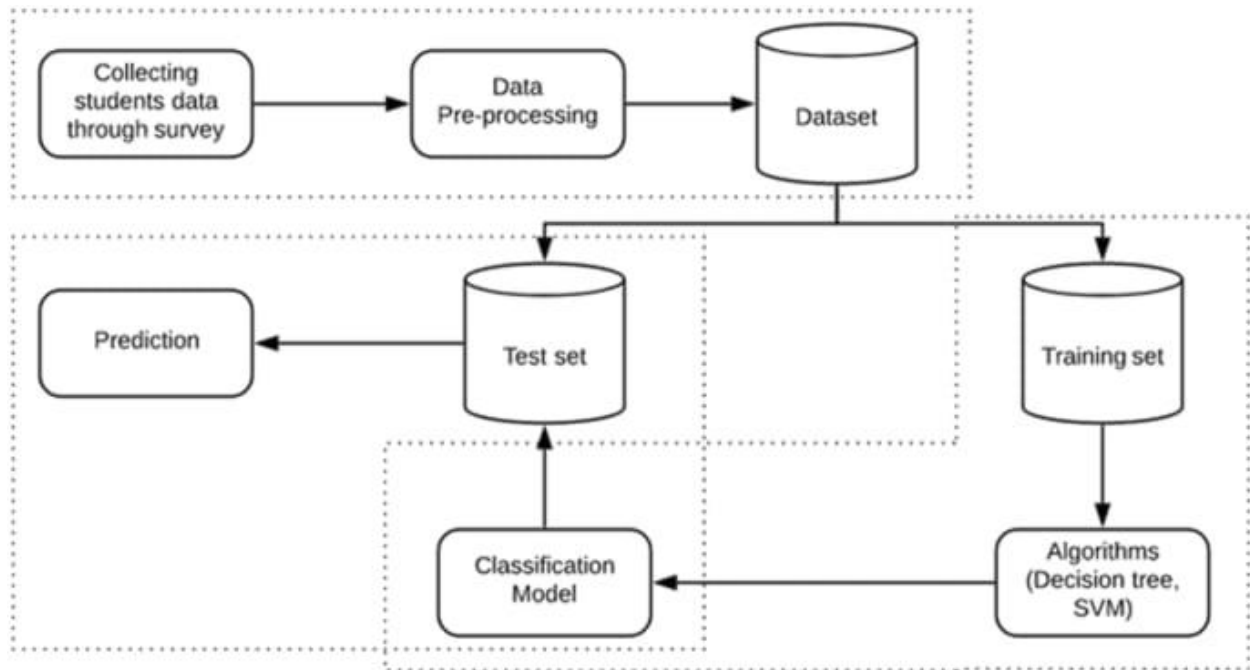 Collecting
students data
through survey
Data
Pre-processing
Dataset
Prediction
Test set
Training set
Classification
Model
Algorithms
(Decision tree,
SVM)